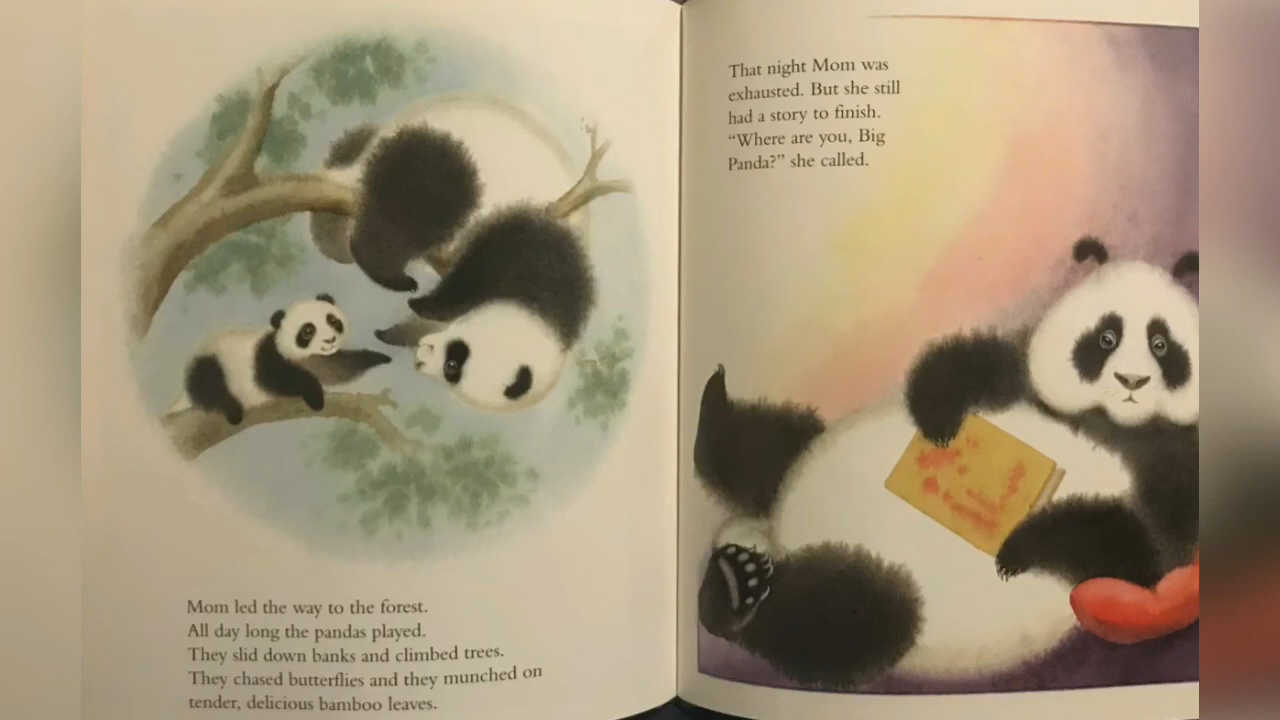 Mom led the way to the forest.
All day long the pandas played.
They slid down banks and climbed trees.
They chased butterflies and they munched on
tender, delicious bamboo leaves.
That night Mom was
exhausted. But she still
had a story to finish.
“Where are you, Big
Panda?” she called.